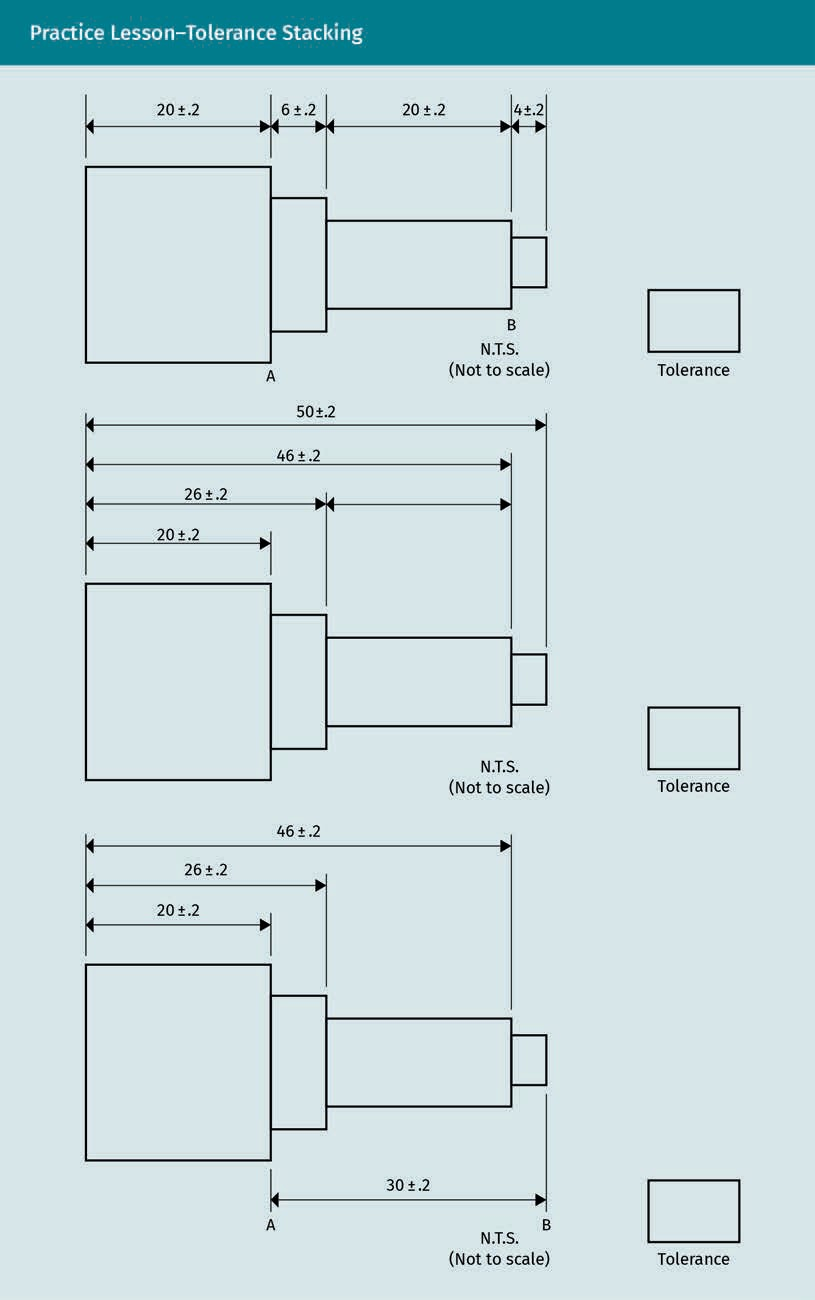 Practice Lesson–Tolerance Stacking
20 ± .2 6 ± .2 20 ± .2 4±.2
B
N.T.S.
(Not to scale)
A
Tolerance
50±.2
46 ± .2
26 ± .2
20 ± .2
N.T.S.
(Not to scale)
Tolerance
46 ± .2
26 ± .2
20 ± .2
30 ± .2
A B
N.T.S.
(Not to scale)
Tolerance